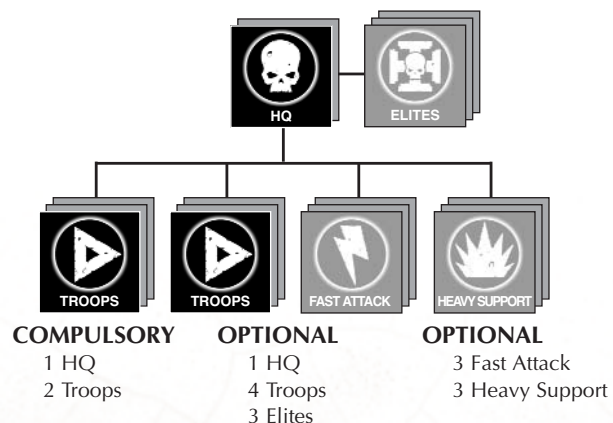 HQ
ELITES
TROOPS
TROOPS
FAST ATTACK
HEAVY SUPPORT
COMPULSORY
1 HQ
2 Troops
OPTIONAL
1 HQ
4 Troops
3 Elites
OPTIONAL
3 Fast Attack
3 Heavy Support